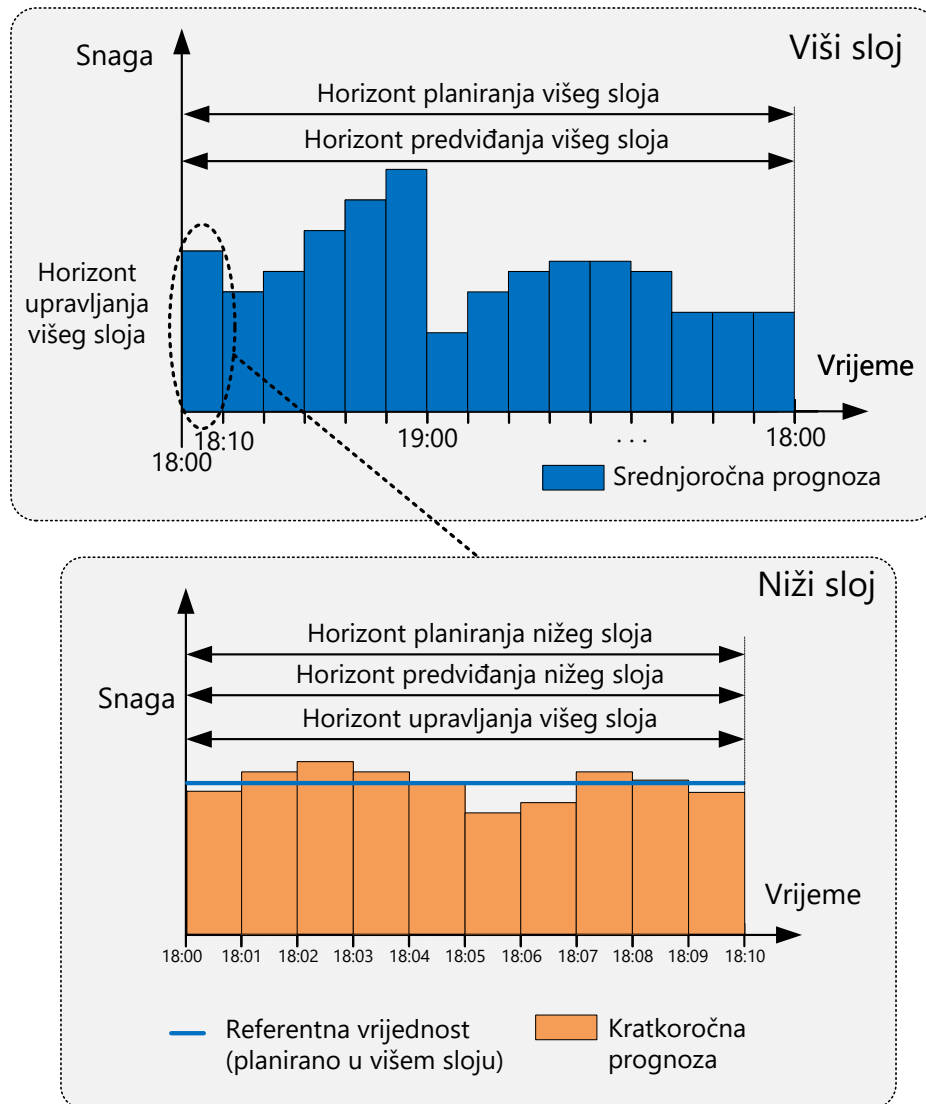 Viši sloj
Snaga
Horizont planiranja višeg sloja
Horizont predviđanja višeg sloja
Horizont
upravljanja
višeg sloja
Vrijeme
18:00
18:10
19:00
. . .
18:00
Srednjoročna prognoza
Niži sloj
Horizont planiranja nižeg sloja
Horizont predviđanja nižeg sloja
Snaga
Horizont upravljanja višeg sloja
Vrijeme
18:00 18:01 18:02 18:03 18:04 18:05 18:06 18:07 18:08 18:09 18:10
Referentna vrijednost
(planirano u višem sloju)
Kratkoročna
prognoza